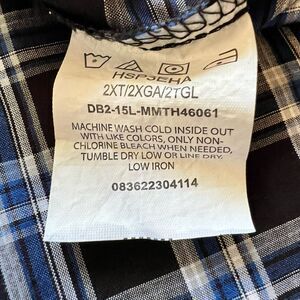 2XT/2XGA/2TGL
DB2-15L-MMTH46061
MACHINE WASH COLD INSIDE OUT
WITH LIKE COLORS, ONLY NON-
CHLORINE BLEACH WHEN NEEDED,
TUMBLE DRY LOW OR LINE DRY,
LOW IRON
083622304114